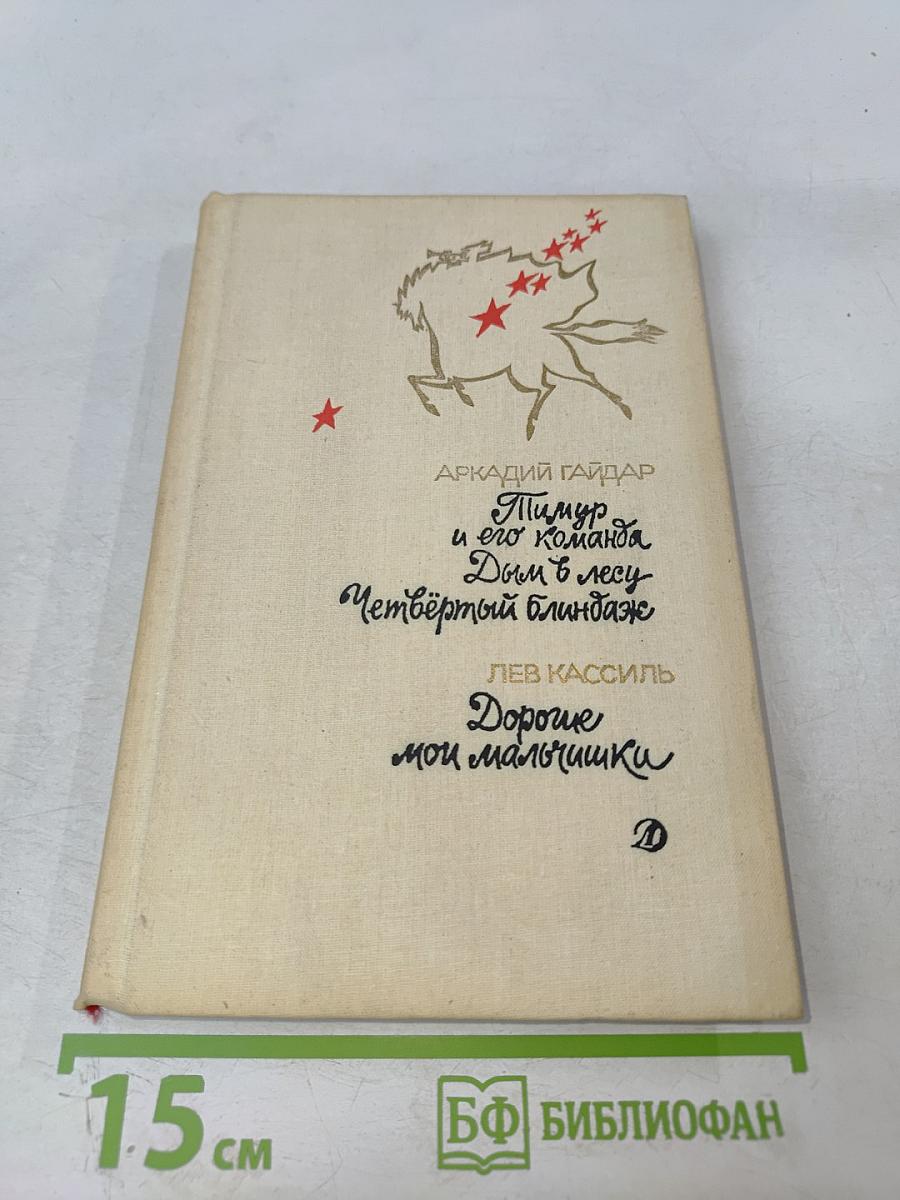 АРКАДИЙ ГАЙДАР
Тимур
и его команда
Дым в лесу
Четвёртый блиндаж
ЛЕВ КАССИЛЬ
Дорогие
мои мальчишки
15 см
БФ БИБЛИОФАН